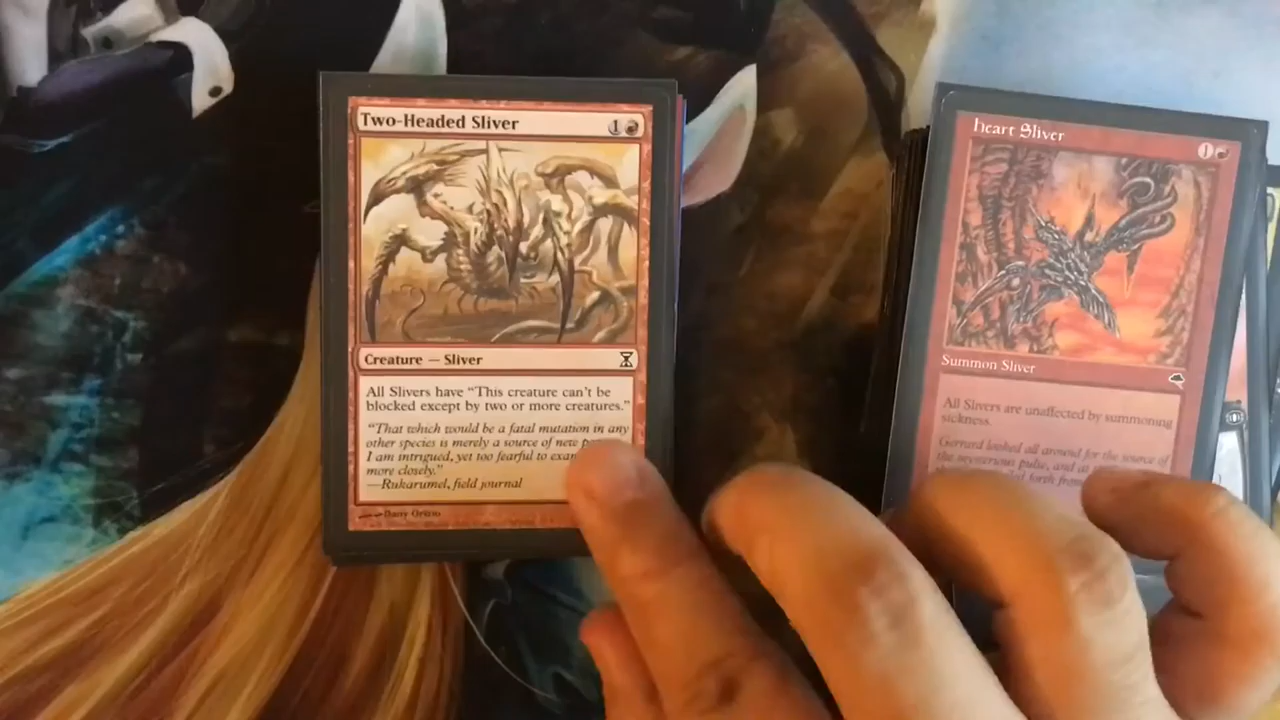 Two-Headed Sliver
1
Creature — Sliver
All Slivers have “This creature can't be
blocked except by two or more creatures.”
“That which would be a fatal mutation in any
other species is merely a source of new
I am intrigued, yet too fearful to
more closely.”
—Rukarumel, field journal
Heart Sliver
1
Summon Sliver
All Slivers are unaffected by summoning
sickness.
Gerrard looked all around for the source of
the mysterious pulse, and